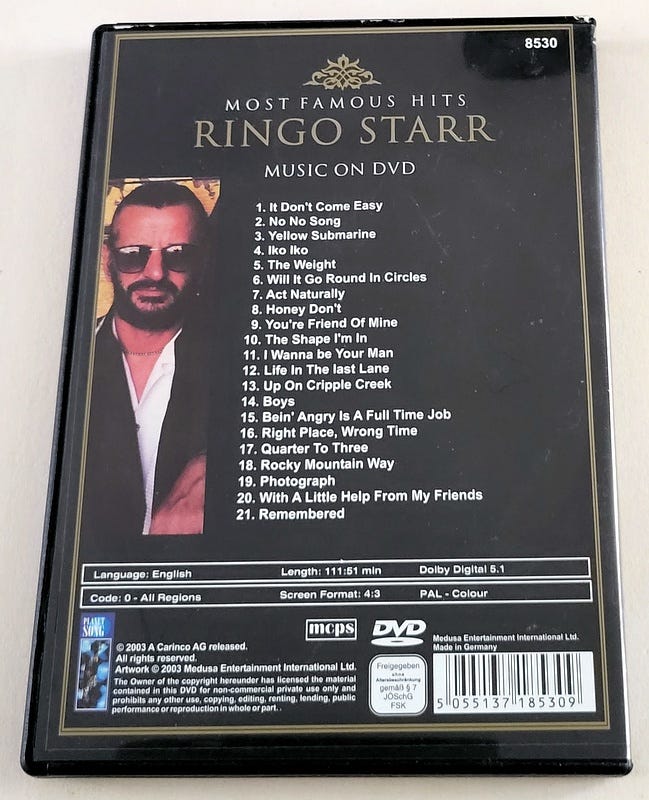 8530
MOST FAMOUS HITS
RINGO STARR
MUSIC ON DVD
1. It Don't Come Easy
2. No No Song
3. Yellow Submarine
4. Iko Iko
5. The Weight
6. Will It Go Round In Circles
7. Act Naturally
8. Honey Don't
9. You're Friend Of Mine
10. The Shape I'm In
11. I Wanna be Your Man
12. Life In The last Lane
13. Up On Cripple Creek
14. Boys
15. Bein' Angry Is A Full Time Job
16. Right Place, Wrong Time
17. Quarter To Three
18. Rocky Mountain Way
19. Photograph
20. With A Little Help From My Friends
21. Remembered
Language: English Length: 111:51 min Dolby Digital 5.1
Code: 0 - All Regions Screen Format: 4:3 PAL - Colour
PLANET
SONG
© 2003 A Carinco AG released.
All rights reserved.
Artwork © 2003 Medusa Entertainment Ltd.
The Owner of the copyright hereunder has licensed the material
contained in this DVD for non-commercial private use only and
prohibits any other use, copying, editing, renting, lending, public
performance or reproduction in whole or part.
mcps
DVD
Medusa Entertainment International Ltd.
Made in Germany
Freigegeben
ohne
Altersbeschränkung
gemäß § 7
JÖSchG
FSK
5 055137 185309